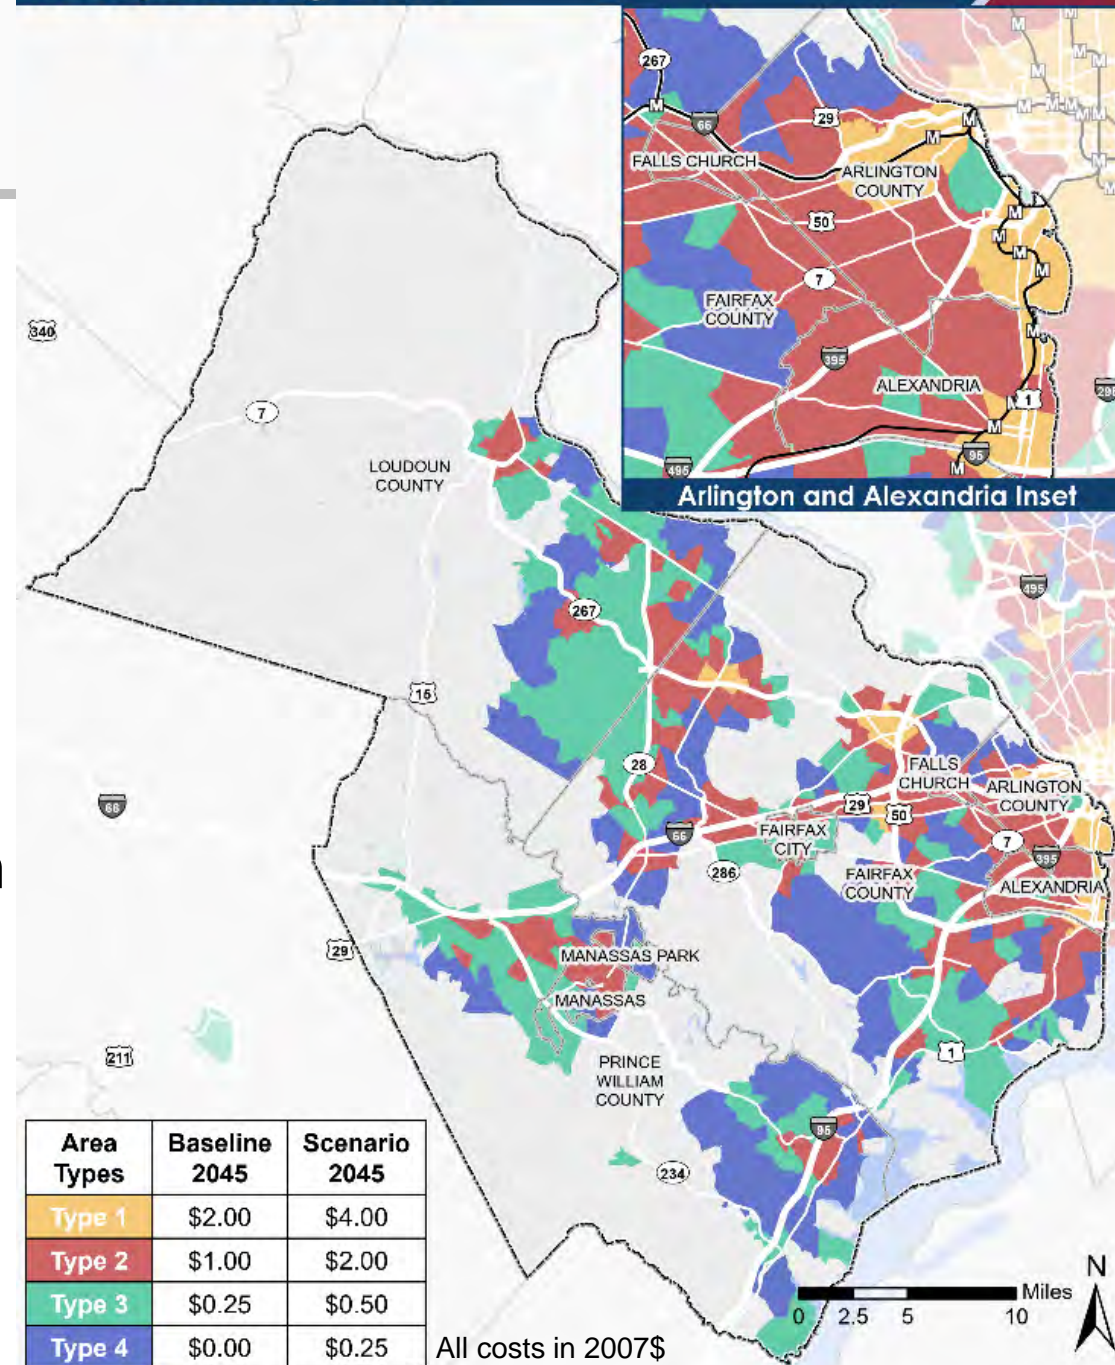 267
M
66
29
M
M
FALLS CHURCH
ARLINGTON
COUNTY
50
M
M
M
M
7
FAIRFAX
COUNTY
M
395
ALEXANDRIA
M
1
M
95
M
495
M
M
M
M
M
M
M
M
M
Arlington and Alexandria Inset
340
7
LOUDOUN
COUNTY
495
267
15
28
66
FALLS
CHURCH
ARLINGTON
COUNTY
29
50
66
FAIRFAX
CITY
7
395
286
FAIRFAX
COUNTY
ALEXANDRIA
29
MANASSAS PARK
MANASSAS
211
1
PRINCE
WILLIAM
COUNTY
95
234
Area Types Baseline 2045 Scenario 2045
Type 1 $2.00 $4.00
Type 2 $1.00 $2.00
Type 3 $0.25 $0.50
Type 4 $0.00 $0.25
All costs in 2007$
N
Miles
0 2.5 5 10